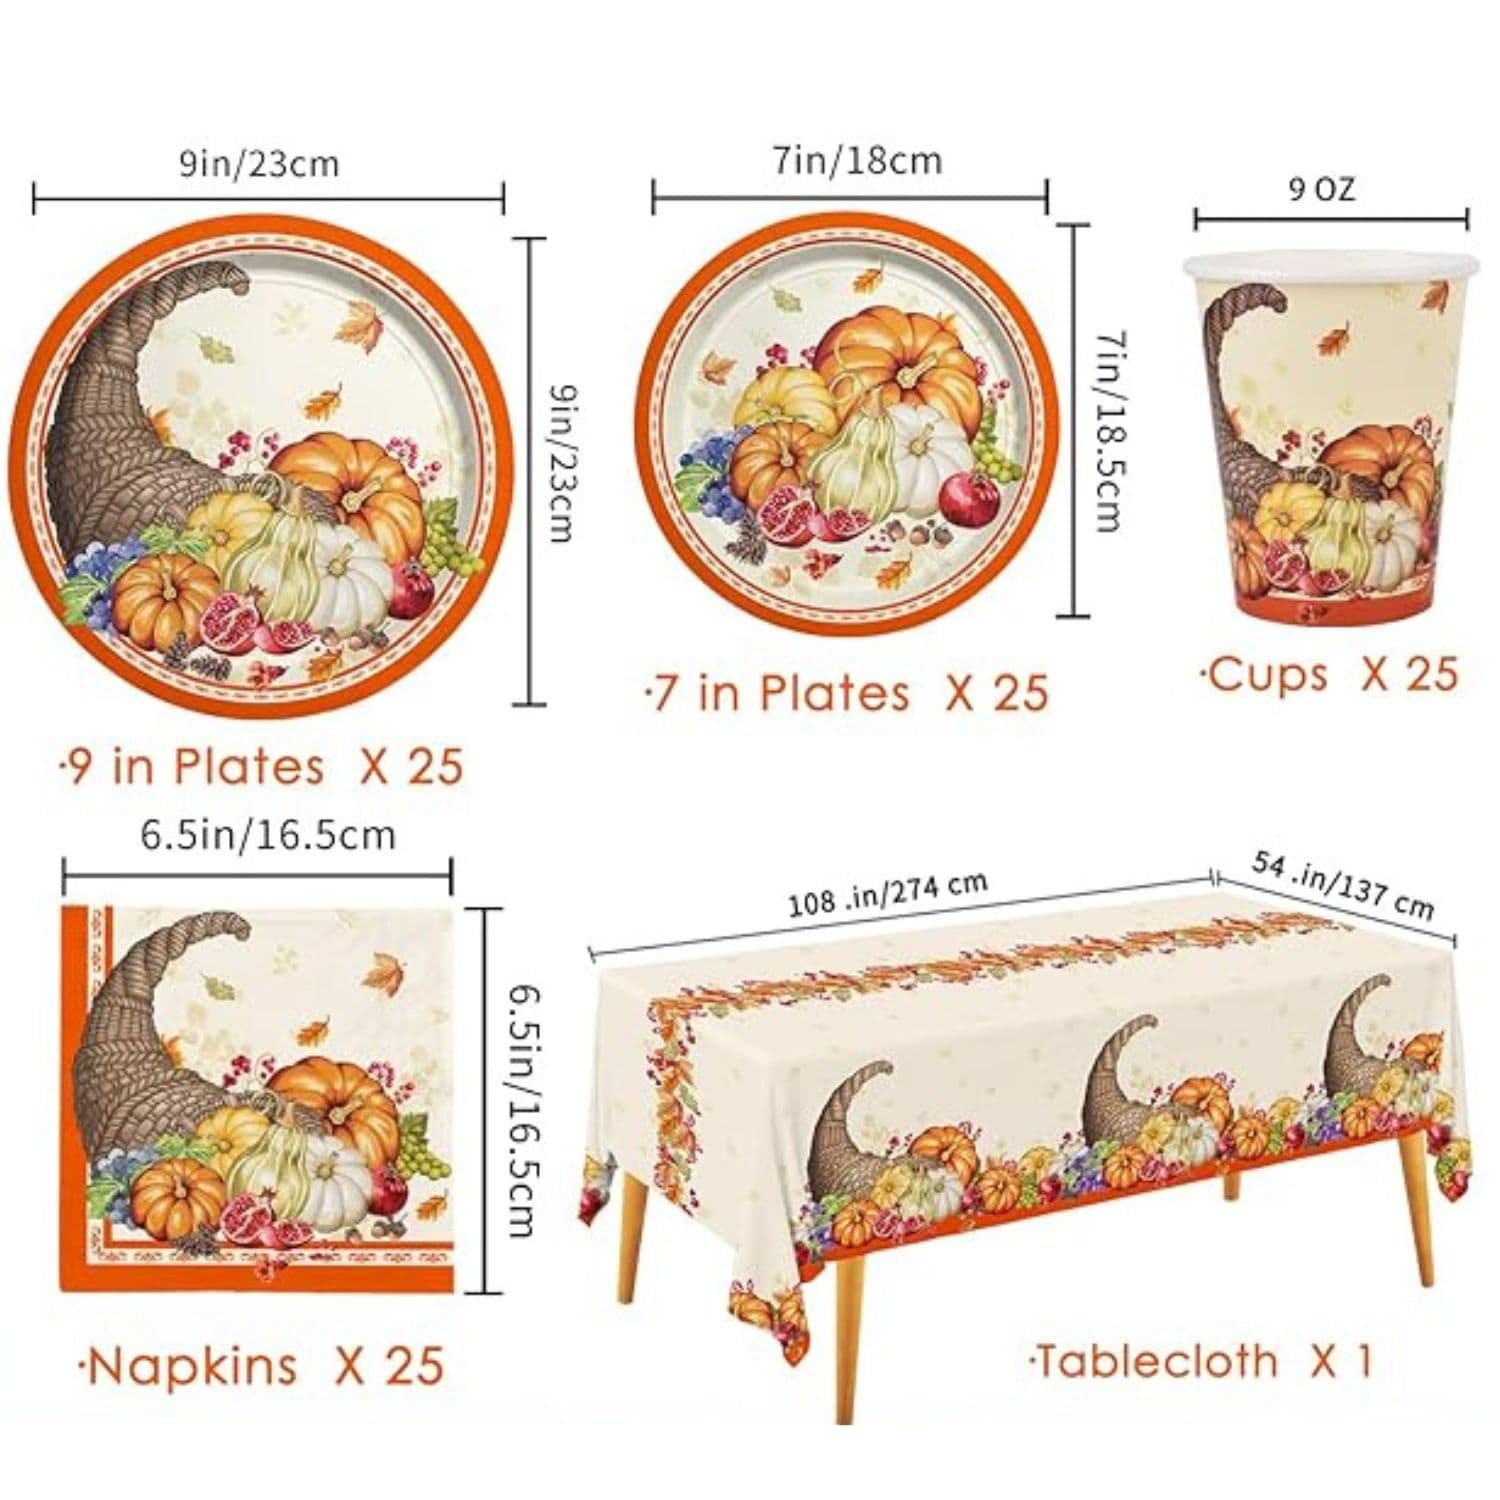 9in/23cm
9in/23cm
·9 in Plates X 25
7in/18cm
7in/18.5cm
·7 in Plates X 25
9 OZ
·Cups X 25
6.5in/16.5cm
6.5in/16.5cm
·Napkins X 25
108 .in/274 cm
54 .in/137 cm
·Tablecloth X 1